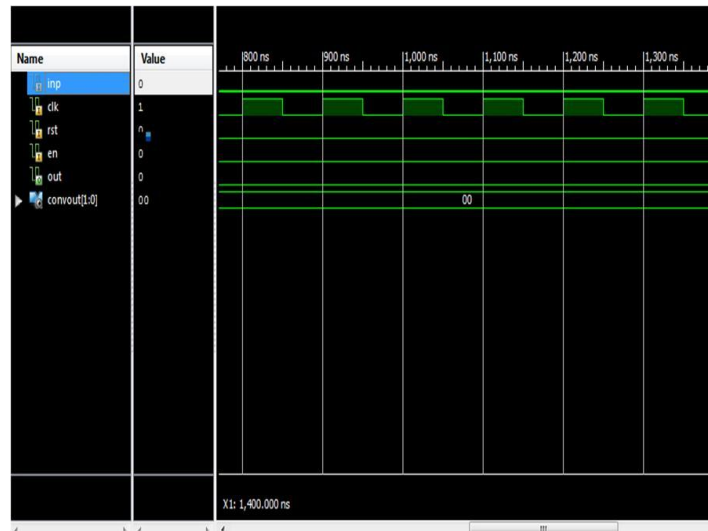 Name Value 800 ns 900 ns 1,000 ns 1,100 ns 1,200 ns 1,300 ns
inp 0
clk 1
rst 0
en 0
out 0
convout[1:0] 00 00
X1: 1,400.000 ns